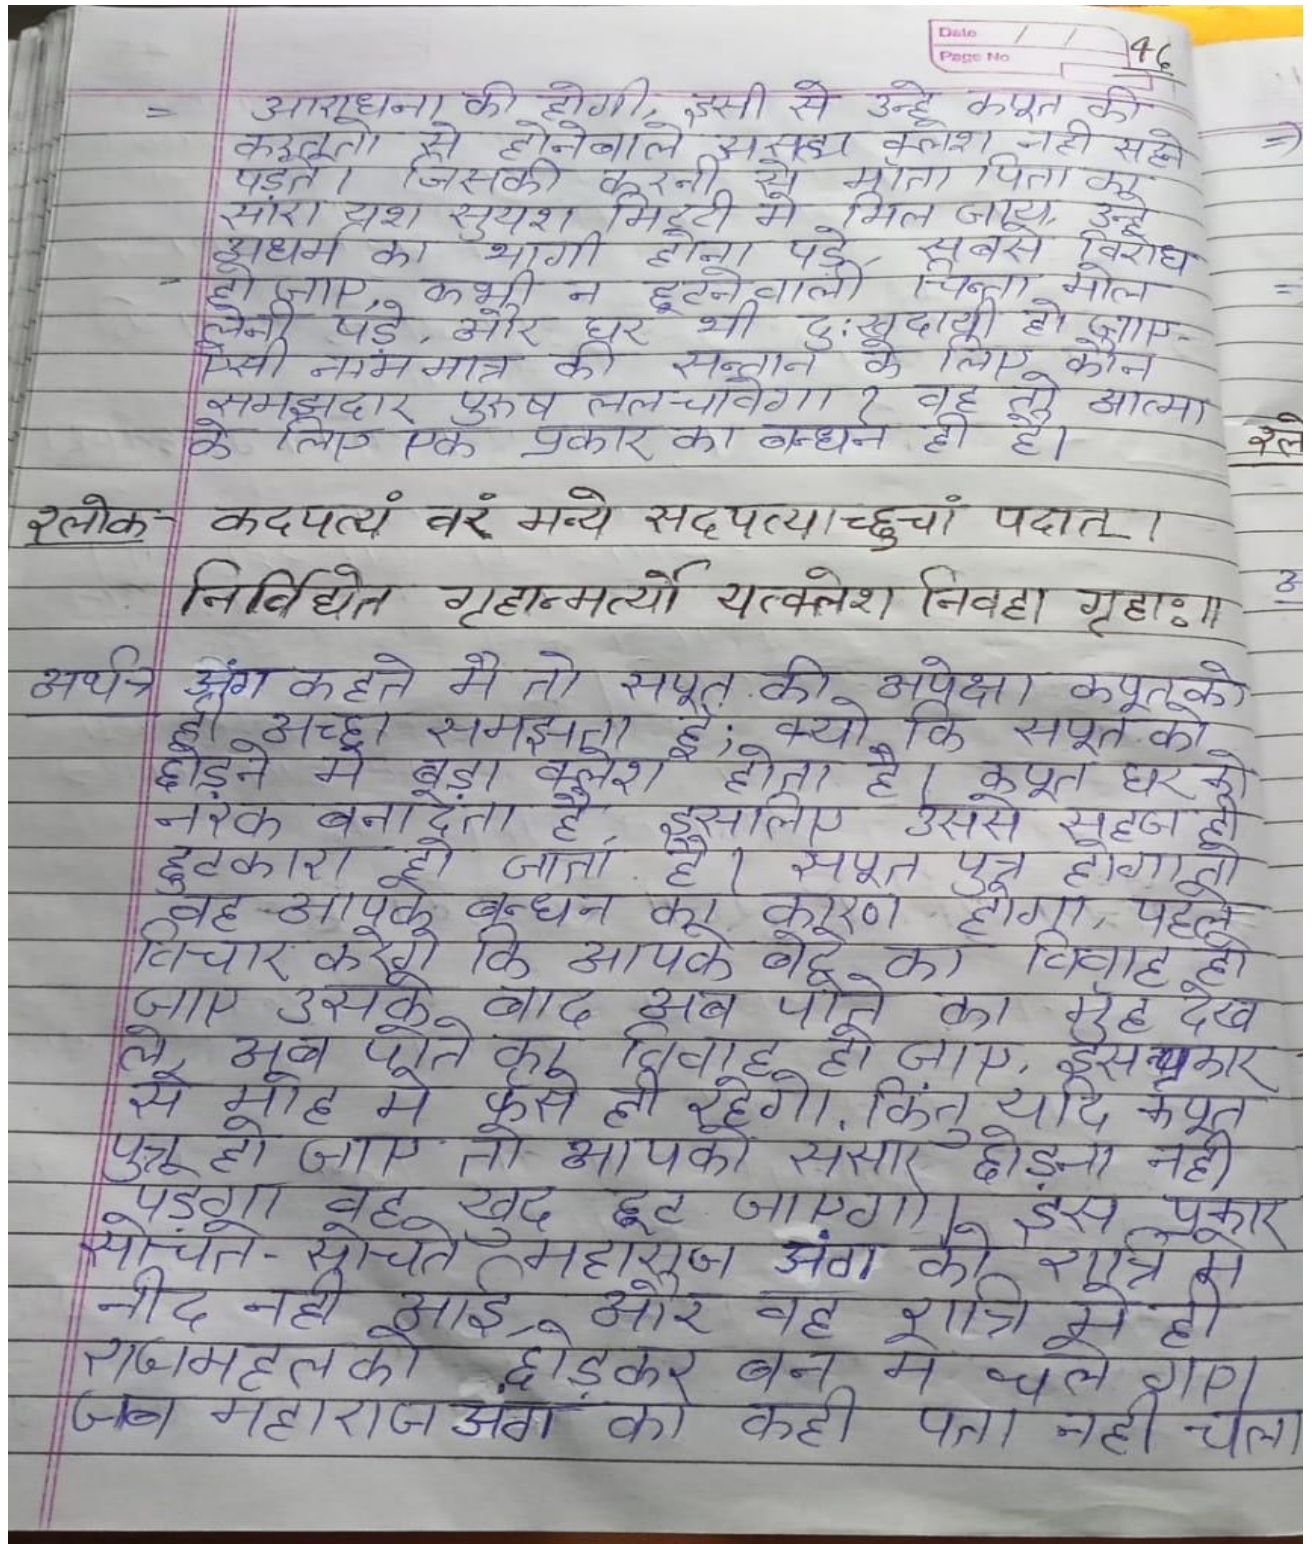 Date / /
Page No 46
= आराधना की होगी, इसी से उन्हे कपूत की
करतूतो से होनेबाले असह्य क्लेश नही सहने
पड़ते। जिसकी करनी से माता पिता का
सारा यश सुयश मिट्टी मे मिल जाए, उन्हे
अधर्म का भागी होना पड़े, सबसे विरोध
हो जाए, कभी न छूटनेवाली चिन्ता मोल
लेनी पंडे, और घर भी दु:खदायी हो जाए-
ऐसी नाम मात्र की सन्तान के लिए कौन
समझदार पुरुष ललचावेगा? वह तो आत्मा
के लिए एक प्रकार का बन्धन ही है।
श्लोक- कदपत्यं वरं मन्ये सदपत्याच्छुचां पदात्।
निर्विद्येत गृहान्मर्त्यो यत्क्लेश निवहा गृहाः॥
अर्थ- अंग कहते मै तो सपूत की अपेक्षा कपूत को
ही अच्छा समझता हूँ; क्यो कि सपूत को
छोड़ने मे बड़ा क्लेश होता है। कपूत घर को
नरक बना देता है, इसलिए उससे सहज ही
छुटकारा हो जाता है। सपूत पुत्र होगा तो
वह आपके बन्धन का कारण होगा, पहले
विचार करेगे कि आपके बेटे का विवाह हो
जाए उसके बाद अब पोते का मुँह देख
ले, अब पोते का विवाह हो जाए, इस प्रकार
से मोह मे फँसे ही रहेगे, किंतु यदि कपूत
पुत्र हो जाए तो आपको संसार छोड़ना नही
पड़ेगा वह खुद छूट जाएगा। इस प्रकार
सोचते-सोचते महाराज अंग को रात्रि मे
नीद नही आई, और वह रात्रि मे ही
राजमहल को छोड़कर बन मे चले गए।
जब महाराज अंग का कही पता नही चला
=)
=
श्लो